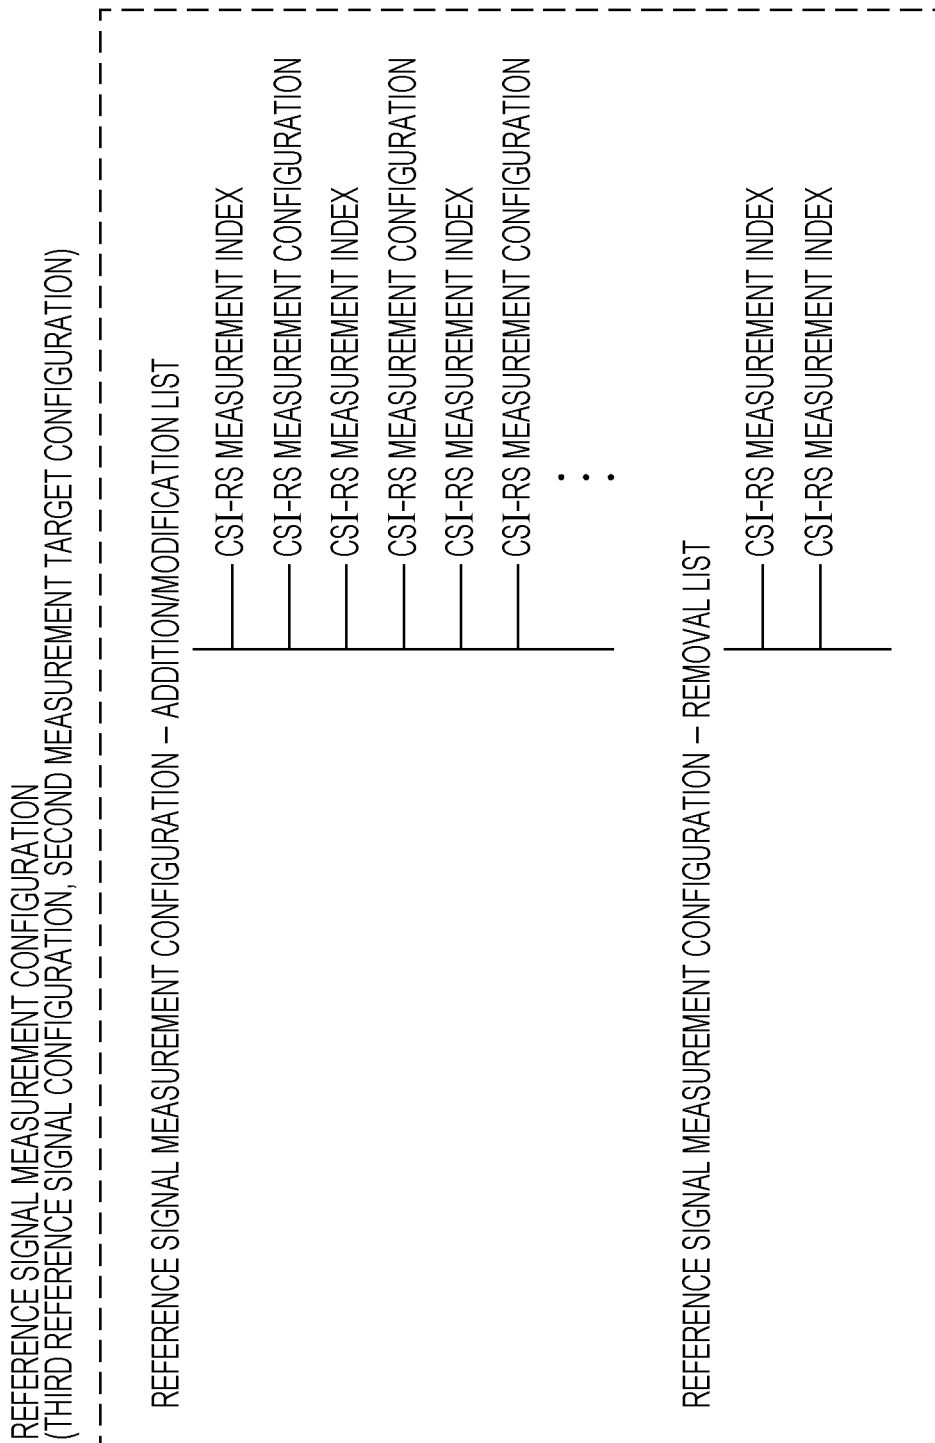 REFERENCE SIGNAL MEASUREMENT CONFIGURATION
(THIRD REFERENCE SIGNAL CONFIGURATION, SECOND MEASUREMENT TARGET CONFIGURATION)
REFERENCE SIGNAL MEASUREMENT CONFIGURATION – ADDITION/MODIFICATION LIST
CSI-RS MEASUREMENT INDEX
CSI-RS MEASUREMENT CONFIGURATION
CSI-RS MEASUREMENT INDEX
CSI-RS MEASUREMENT CONFIGURATION
CSI-RS MEASUREMENT INDEX
CSI-RS MEASUREMENT CONFIGURATION
...
REFERENCE SIGNAL MEASUREMENT CONFIGURATION – REMOVAL LIST
CSI-RS MEASUREMENT INDEX
CSI-RS MEASUREMENT INDEX